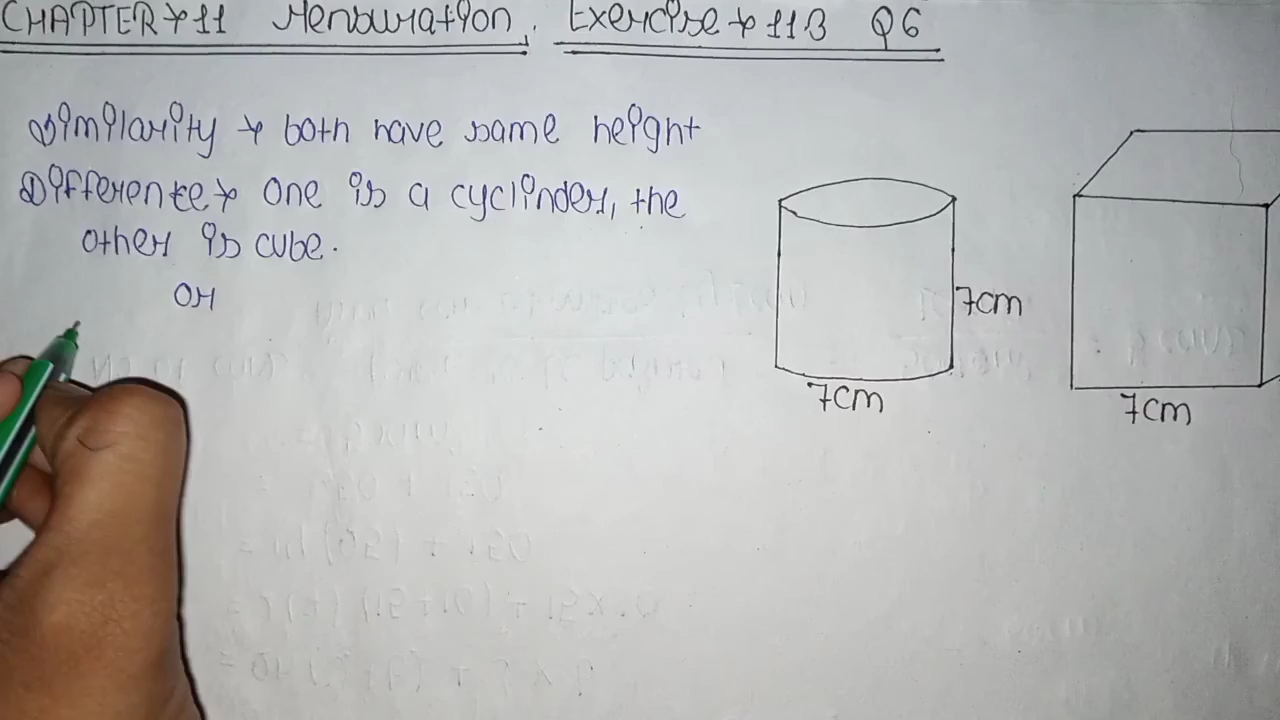 CHAPTER → 11 Mensuration, Exercise → 11.3 Q6
Similarity → both have same height
Difference → One is a cylinder, the
other is cube.
Or
7cm
7cm
7cm